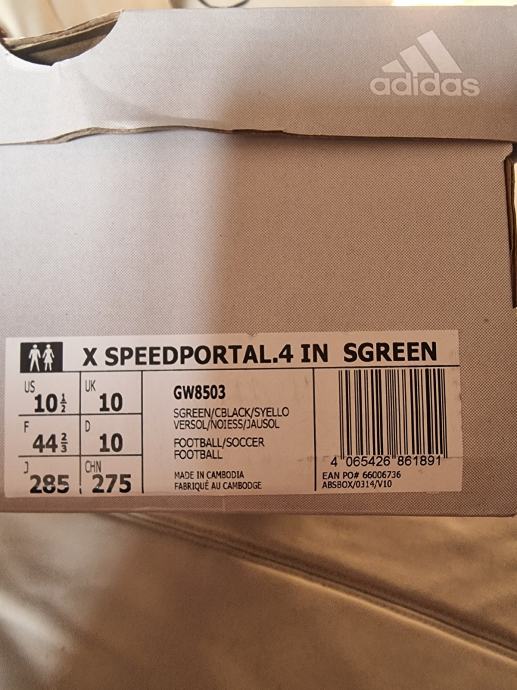 adidas
X SPEEDPORTAL.4 IN SGREEN
US 10½
UK 10
F 44⅔
D 10
J 285
CHN 275
GW8503
SGREEN/CBLACK/SYELLO
VERSOL/NOIESS/JAUSOL
FOOTBALL/SOCCER
FOOTBALL
MADE IN CAMBODIA
FABRIQUÉ AU CAMBODGE
4 065426 861891
EAN PO# 66006736
ABSBOX/0314/V10